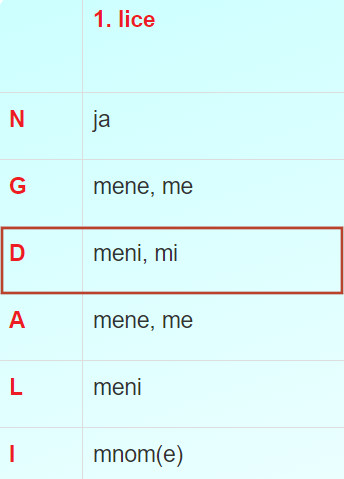 1. lice
N ja
G mene, me
D meni, mi
A mene, me
L meni
I mnom(e)